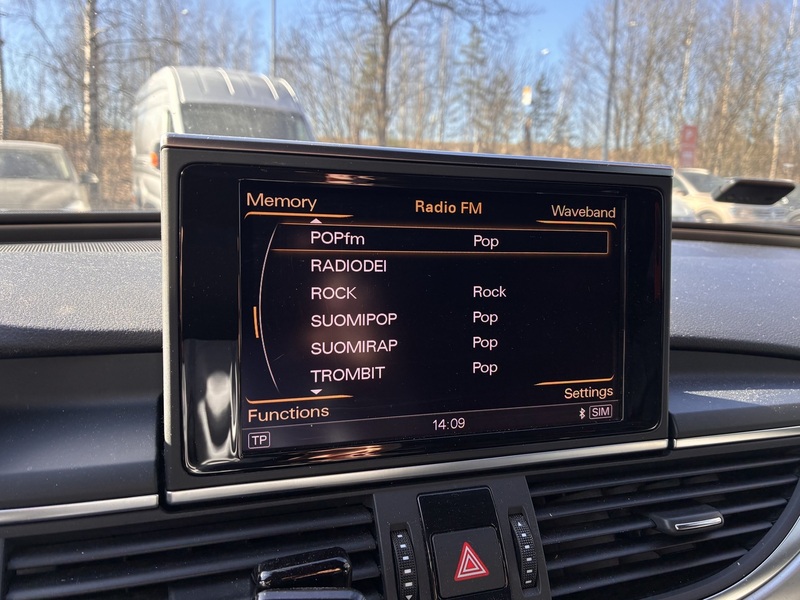 Memory Radio FM Waveband
POPfm Pop
RADIODEI
ROCK Rock
SUOMIPOP Pop
SUOMIRAP Pop
TROMBIT Pop
Functions Settings
TP 14:09 SIM